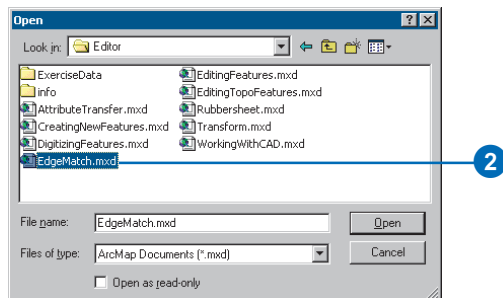 Open
Look in: Editor
ExerciseData
info
AttributeTransfer.mxd
CreatingNewFeatures.mxd
DigitizingFeatures.mxd
EdgeMatch.mxd
EditingFeatures.mxd
EditingTopoFeatures.mxd
Rubbersheet.mxd
Transform.mxd
WorkingWithCAD.mxd
2
File name: EdgeMatch.mxd Open
Files of type: ArcMap Documents (*.mxd) Cancel
Open as read-only